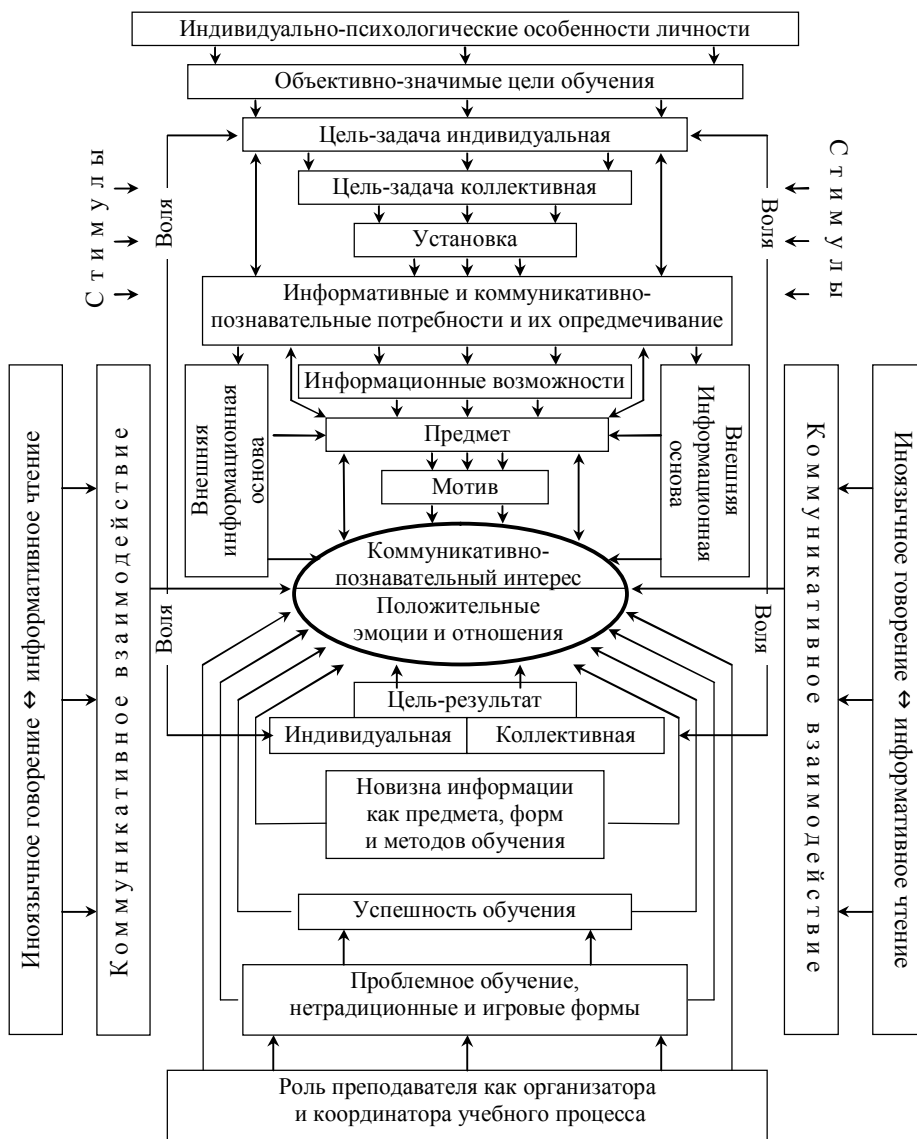 Индивидуально-психологические особенности личности
Объективно-значимые цели обучения
Цель-задача индивидуальная
Стимулы
Воля
Цель-задача коллективная
Воля
Стимулы
Установка
Информативные и коммуникативно-
познавательные потребности и их опредмечивание
Иноязычное говорение ⇔ информативное чтение
Коммуникативное взаимодействие
Внешняя
информационная
основа
Информационные возможности
Предмет
Мотив
Внешняя
Информационная
основа
Коммуникативное взаимодействие
Иноязычное говорение ⇔ информативное чтение
Коммуникативно-
познавательный интерес
Положительные
эмоции и отношения
Воля
Воля
Цель-результат
Индивидуальная
Коллективная
Новизна информации
как предмета, форм
и методов обучения
Успешность обучения
Проблемное обучение,
нетрадиционные и игровые формы
Роль преподавателя как организатора
и координатора учебного процесса